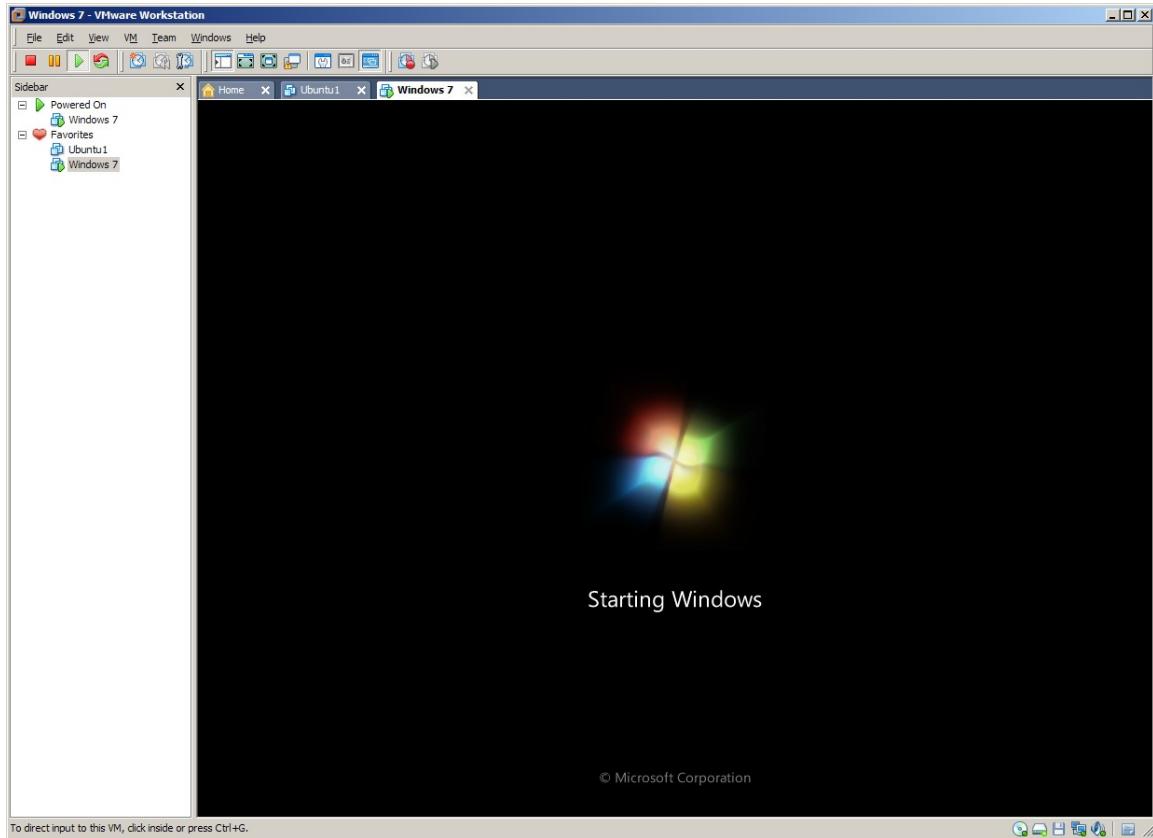 Windows 7 - VMware Workstation
File Edit View VM Team Windows Help
Sidebar
Home Ubuntu1 Windows 7
Powered On
Windows 7
Favorites
Ubuntu1
Windows 7
Starting Windows
© Microsoft Corporation
To direct input to this VM, click inside or press Ctrl+G.